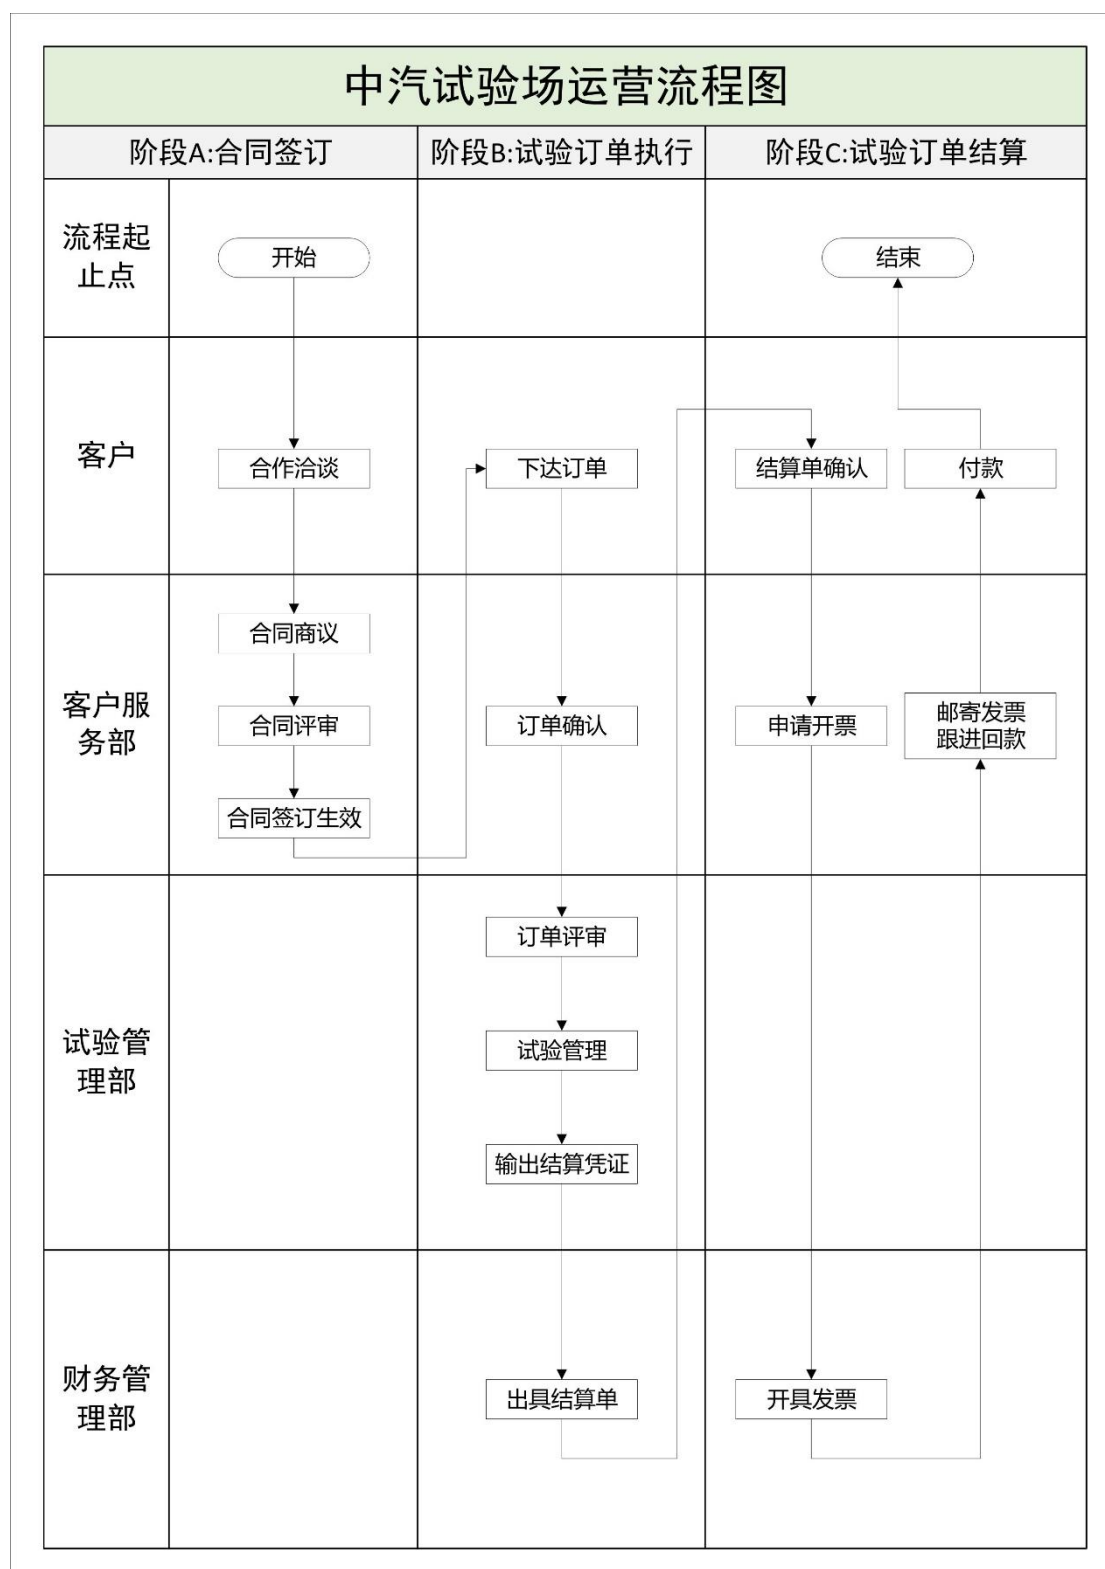 中汽试验场运营流程图
阶段A:合同签订
阶段B:试验订单执行
阶段C:试验订单结算
流程起
止点
开始
结束
客户
合作洽谈
下达订单
结算单确认
付款
客户服
务部
合同商议
合同评审
合同签订生效
订单确认
申请开票
邮寄发票
跟进回款
试验管
理部
订单评审
试验管理
输出结算凭证
财务管
理部
出具结算单
开具发票